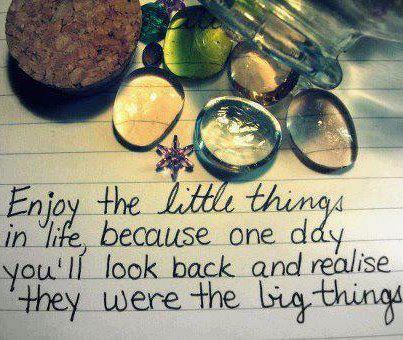 Enjoy the little things
in life, because one day
you'll look back and realise
they were the big things